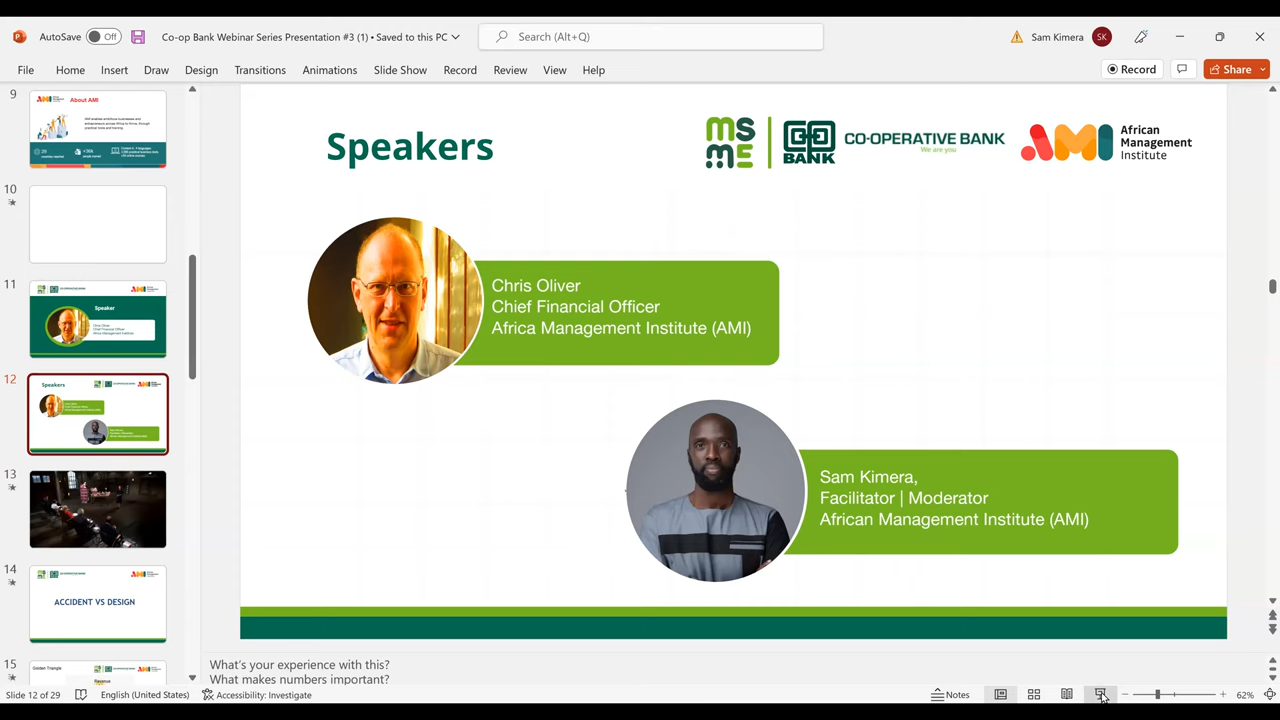 AutoSave Off Co-op Bank Webinar Series Presentation #3 (1) • Saved to this PC Search (Alt+Q) Sam Kimera SK
File Home Insert Draw Design Transitions Animations Slide Show Record Review View Help Record Share
9
About AMI
10
11
Speaker
12
Speakers
13
14
ACCIDENT VS DESIGN
15
Golden Triangle
Revenue
Speakers
MSME
CO-OP BANK
CO-OPERATIVE BANK
We are you
AMI
African
Management
Institute
Chris Oliver
Chief Financial Officer
Africa Management Institute (AMI)
Sam Kimera,
Facilitator | Moderator
African Management Institute (AMI)
What's your experience with this?
What makes numbers important?
Slide 12 of 29 English (United States) Accessibility: Investigate Notes 62%